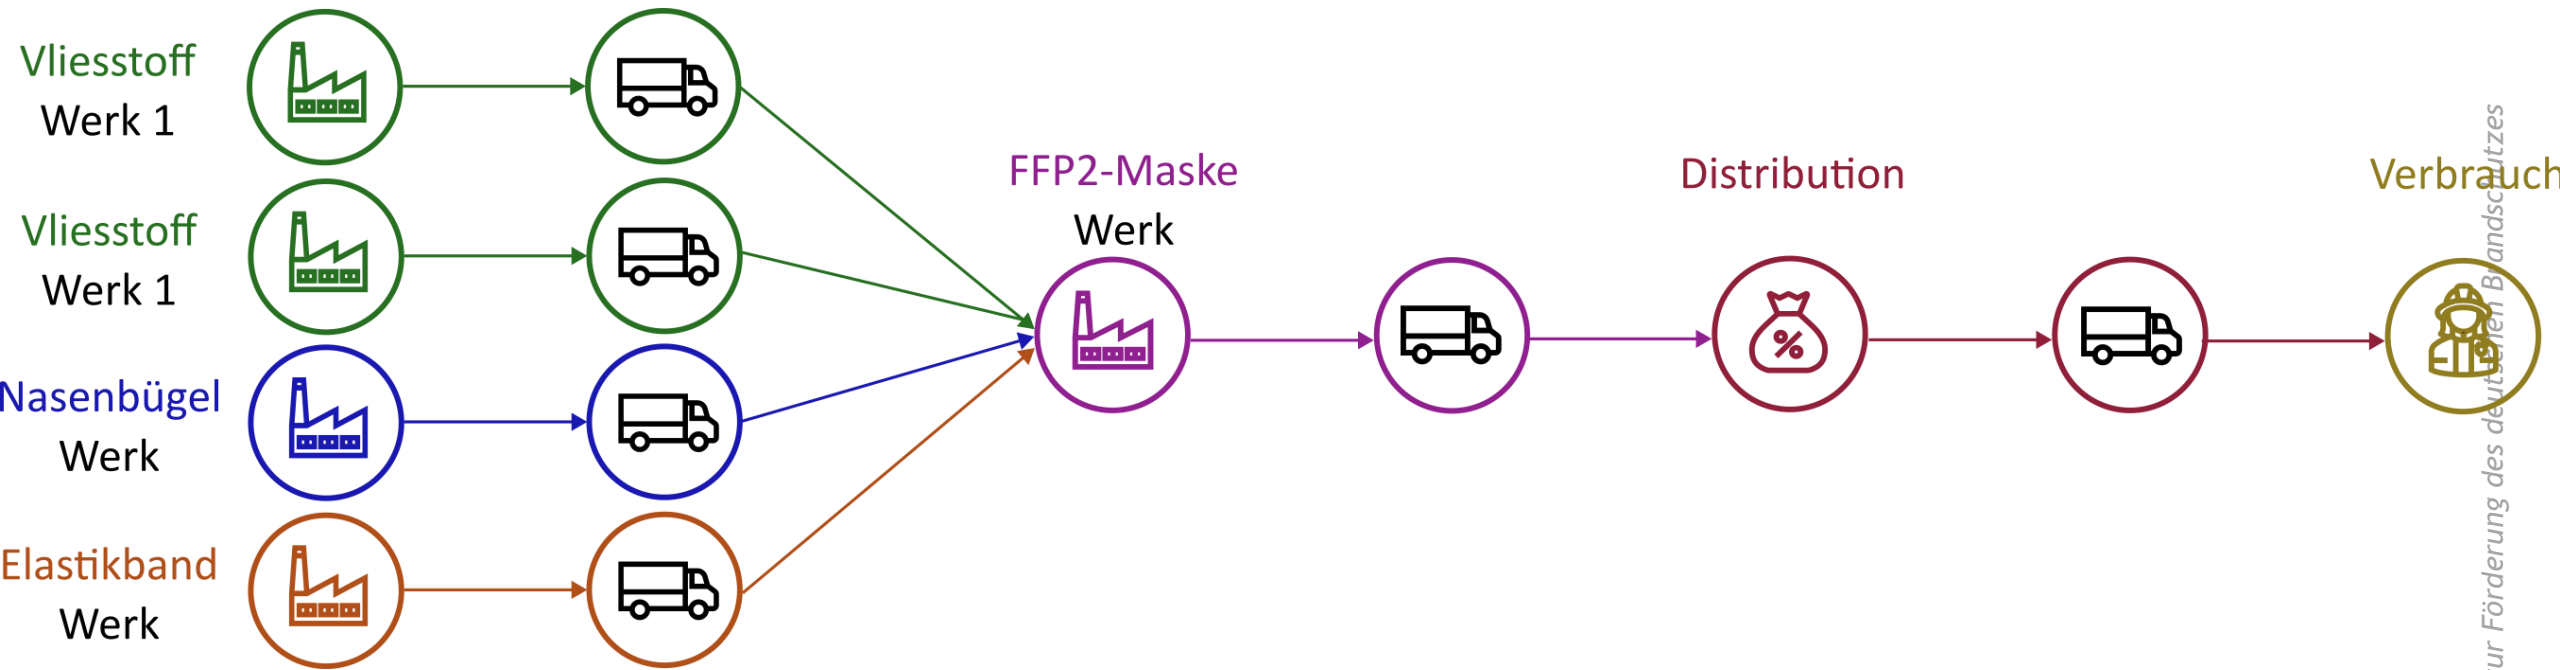 Vliesstoff
Werk 1
Vliesstoff
Werk 1
Nasenbügel
Werk
Elastikband
Werk
FFP2-Maske
Werk
Distribution
Verbrauch
Förderung des deutschen Brandschutzes